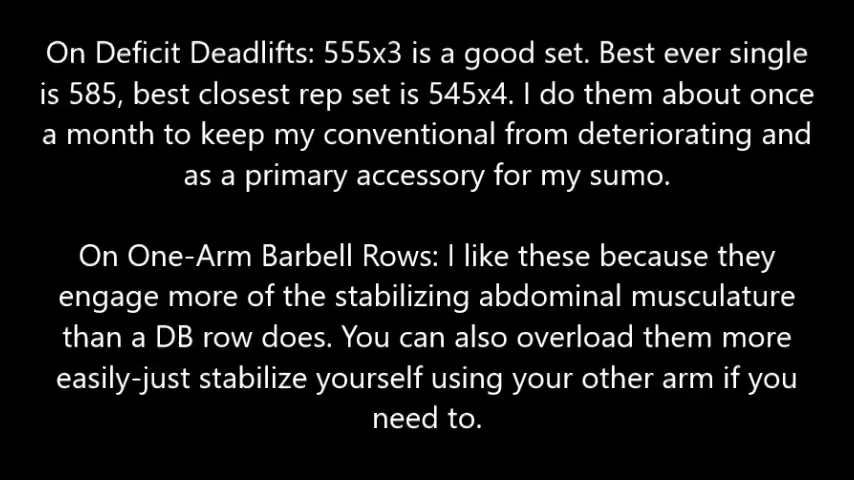 On Deficit Deadlifts: 555x3 is a good set. Best ever single
is 585, best closest rep set is 545x4. I do them about once
a month to keep my conventional from deteriorating and
as a primary accessory for my sumo.
On One-Arm Barbell Rows: I like these because they
engage more of the stabilizing abdominal musculature
than a DB row does. You can also overload them more
easily-just stabilize yourself using your other arm if you
need to.